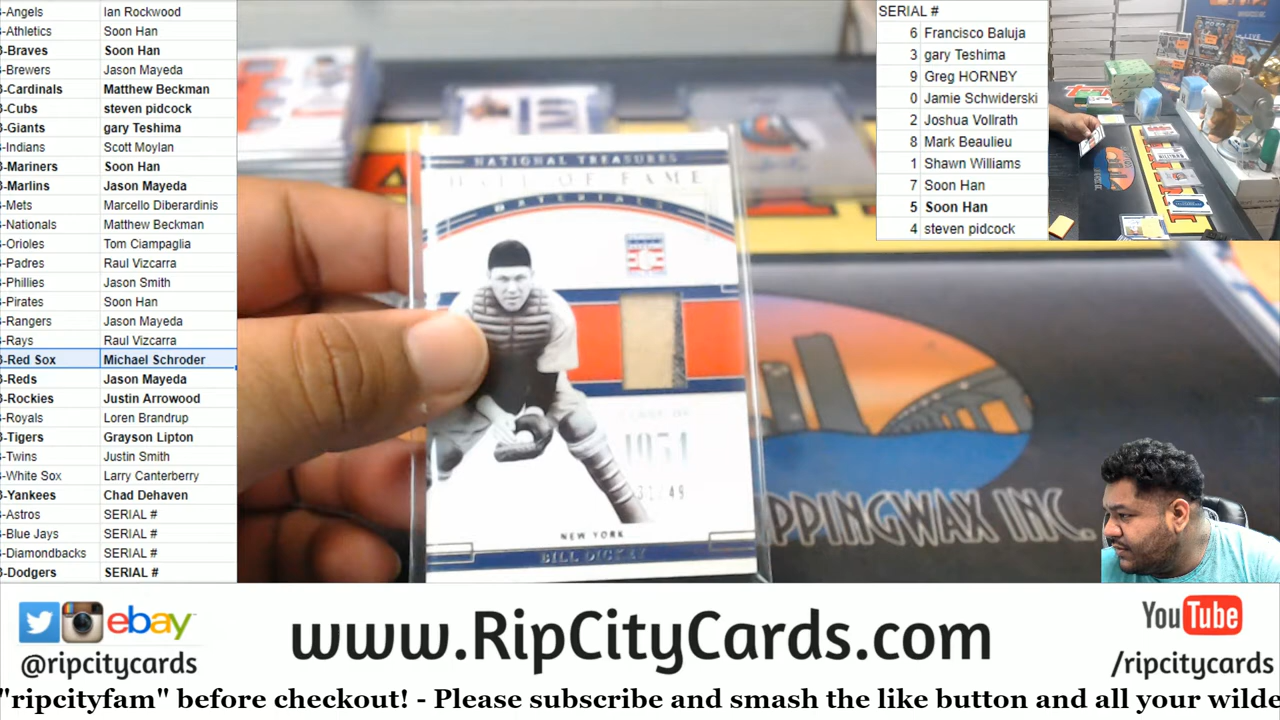 -Angels Ian Rockwood
-Athletics Soon Han
-Braves Soon Han
-Brewers Jason Mayeda
-Cardinals Matthew Beckman
-Cubs steven pidcock
-Giants gary Teshima
-Indians Scott Moylan
-Mariners Soon Han
-Marlins Jason Mayeda
-Mets Marcello Diberardinis
-Nationals Matthew Beckman
-Orioles Tom Ciampaglia
-Padres Raul Vizcarra
-Phillies Jason Smith
-Pirates Soon Han
-Rangers Jason Mayeda
-Rays Raul Vizcarra
-Red Sox Michael Schroder
-Reds Jason Mayeda
-Rockies Justin Arrowood
-Royals Loren Brandrup
-Tigers Grayson Lipton
-Twins Justin Smith
-White Sox Larry Canterberry
-Yankees Chad Dehaven
-Astros SERIAL #
-Blue Jays SERIAL #
-Diamondbacks SERIAL #
-Dodgers SERIAL #
NATIONAL TREASURES
HALL OF FAME
MATERIALS
1954
31/49
NEW YORK
BILL DICKEY
SERIAL #
6 Francisco Baluja
3 gary Teshima
9 Greg HORNBY
0 Jamie Schwiderski
2 Joshua Vollrath
8 Mark Beaulieu
1 Shawn Williams
7 Soon Han
5 Soon Han
4 steven pidcock
PPINGWAX INC.
ebay
@ripcitycards
www.RipCityCards.com
YouTube
/ripcitycards
"ripcityfam" before checkout! - Please subscribe and smash the like button and all your wilde